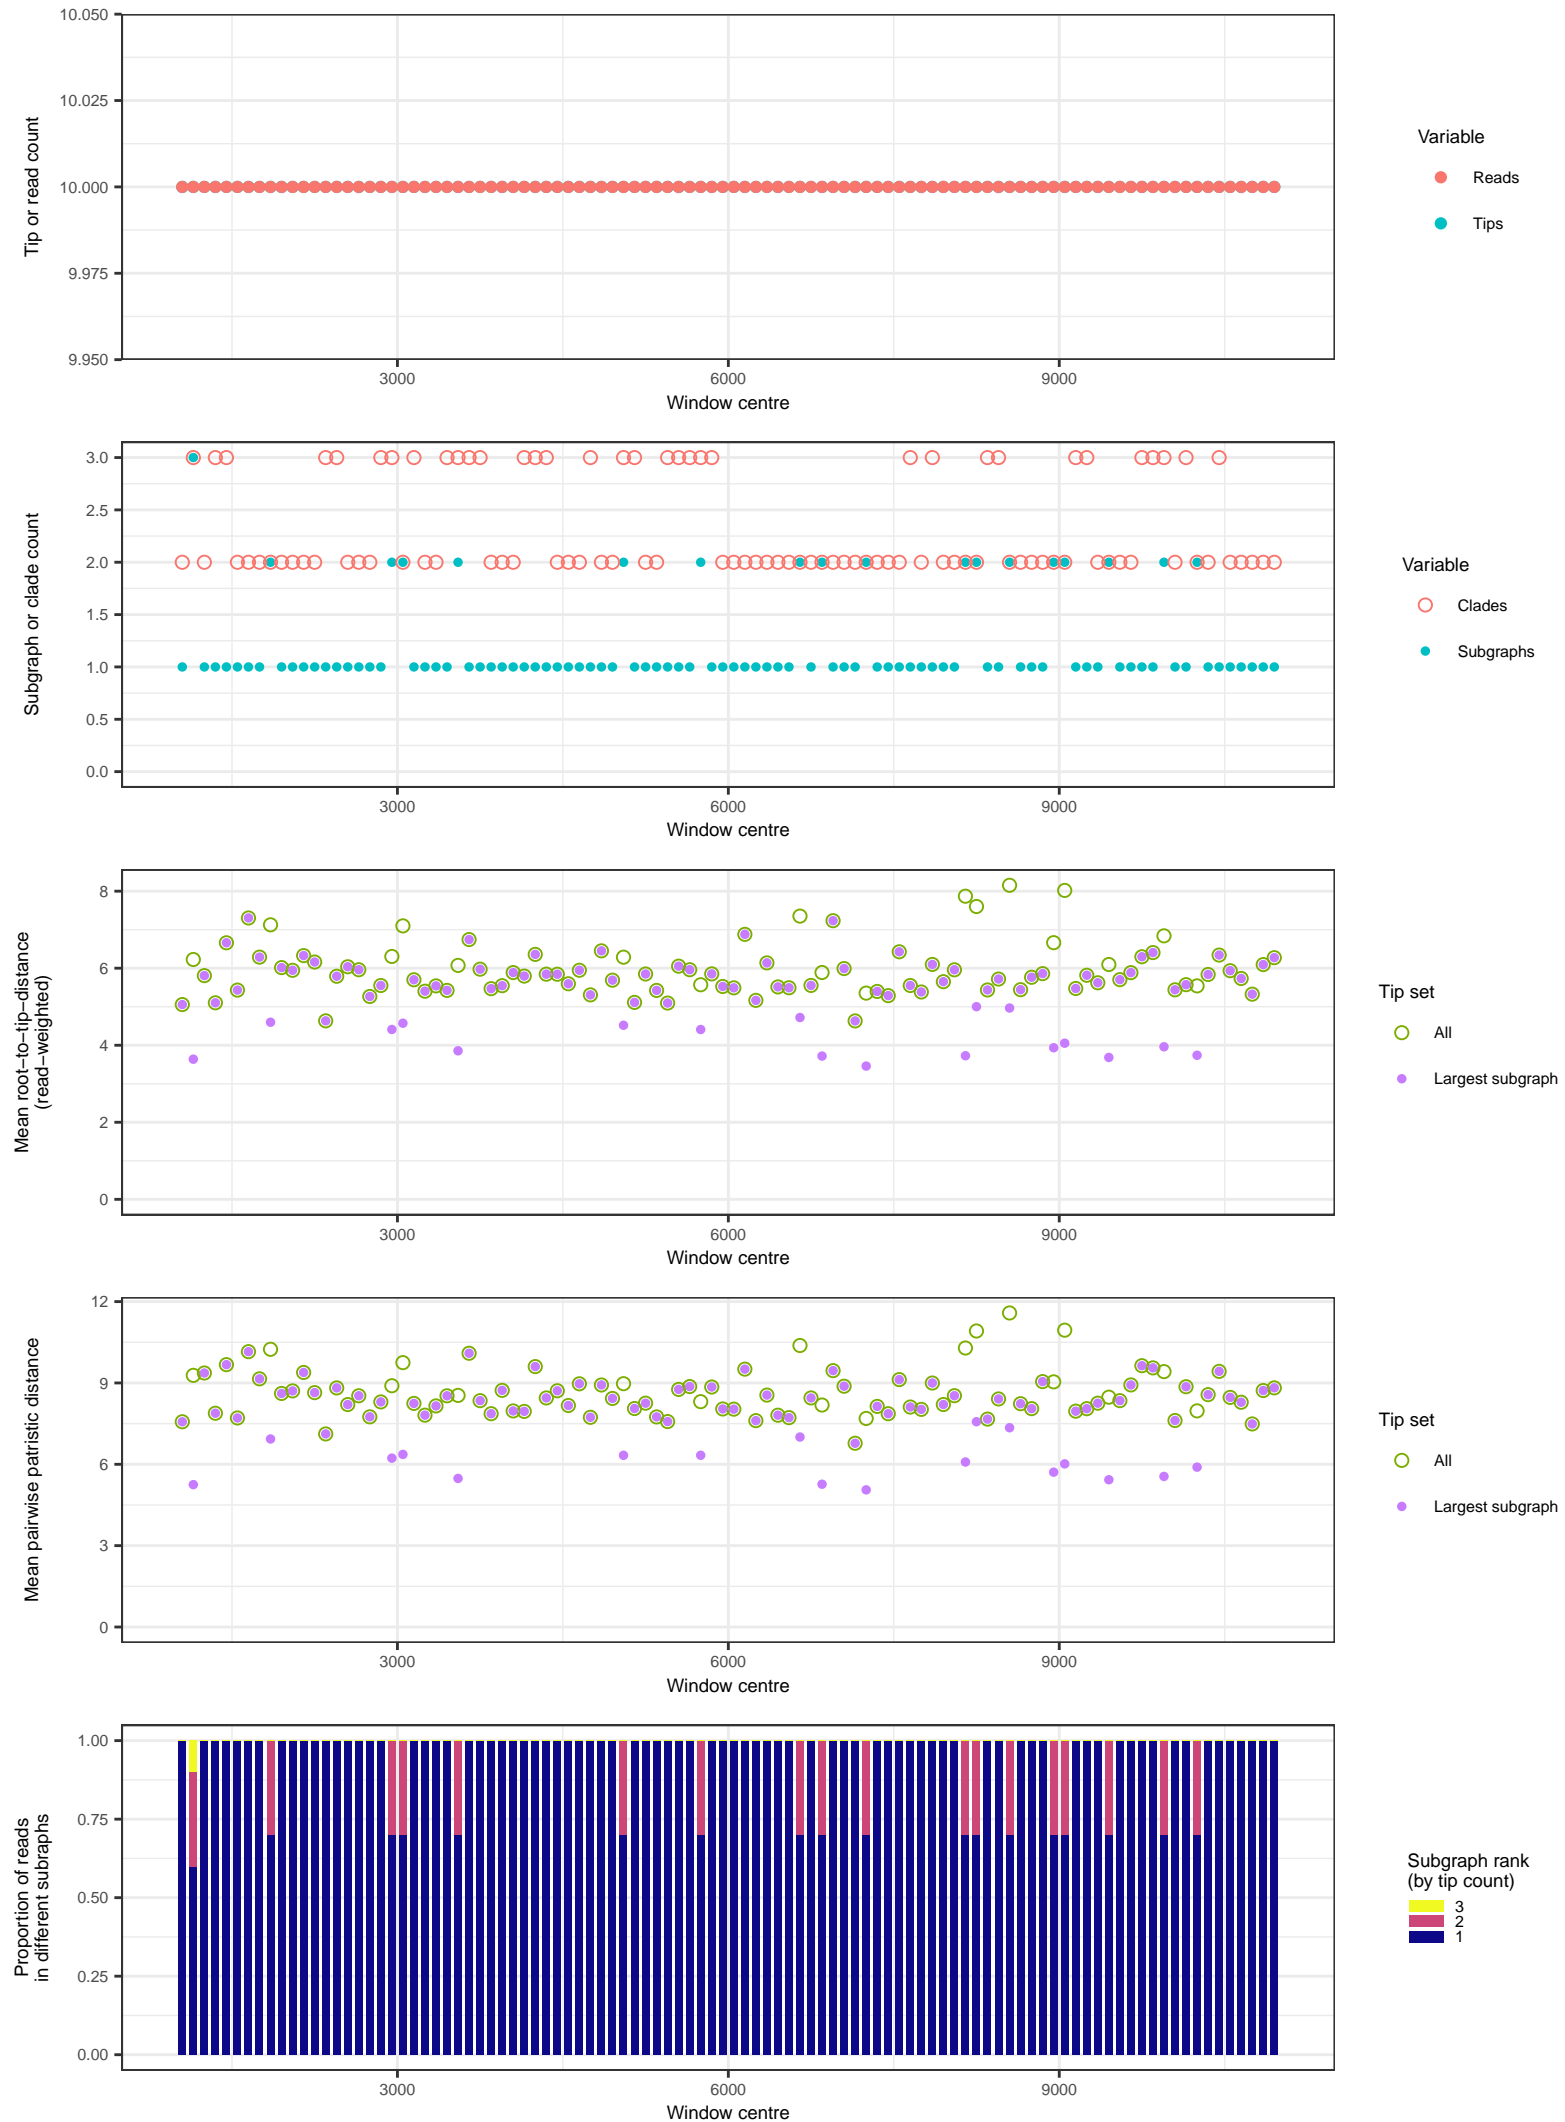 10.050
10.025
10.000
9.975
9.950
Tip or read count
3000
6000
9000
Window centre
Variable
Reads
Tips
3.0
2.5
2.0
1.5
1.0
0.5
0.0
Subgraph or clade count
3000
6000
9000
Window centre
Variable
Clades
Subgraphs
8
6
4
2
0
Mean root−to−tip−distance
(read−weighted)
3000
6000
9000
Window centre
Tip set
All
Largest subgraph
12
9
6
3
0
Mean pairwise patristic distance
3000
6000
9000
Window centre
Tip set
All
Largest subgraph
1.00
0.75
0.50
0.25
0.00
Proportion of reads
in different subraphs
3000
6000
9000
Window centre
Subgraph rank
(by tip count)
3
2
1